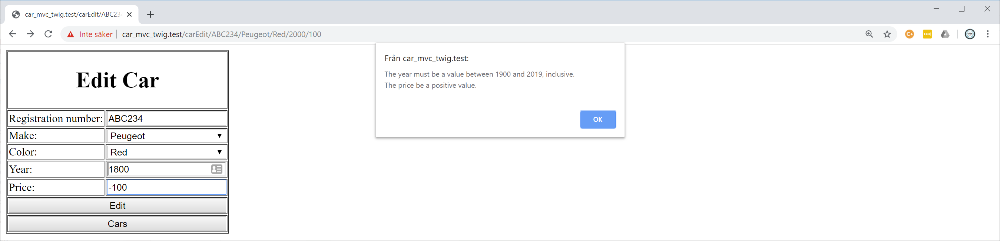 car_mvc_twig.test/carEdit/ABC23
Inte säker car_mvc_twig.test/carEdit/ABC234/Peugeot/Red/2000/100
Från car_mvc_twig.test:
The year must be a value between 1900 and 2019, inclusive.
The price be a positive value.
OK
Edit Car
Registration number: ABC234
Make: Peugeot
Color: Red
Year: 1800
Price: -100
Edit
Cars